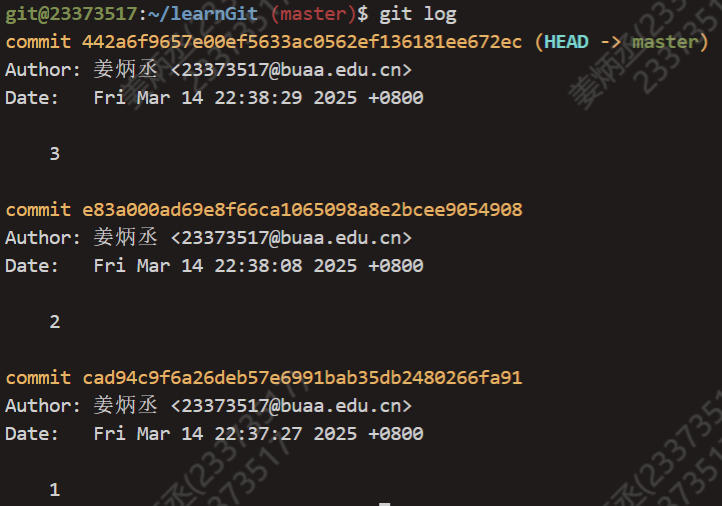 git@23373517:~/learnGit (master)$ git log
commit 442a6f9657e00ef5633ac0562ef136181ee672ec (HEAD -> master)
Author: 姜炳丞 <23373517@buaa.edu.cn>
Date:   Fri Mar 14 22:38:29 2025 +0800
3
commit e83a000ad69e8f66ca1065098a8e2bcee9054908
Author: 姜炳丞 <23373517@buaa.edu.cn>
Date:   Fri Mar 14 22:38:08 2025 +0800
2
commit cad94c9f6a26deb57e6991bab35db2480266fa91
Author: 姜炳丞 <23373517@buaa.edu.cn>
Date:   Fri Mar 14 22:37:27 2025 +0800
1